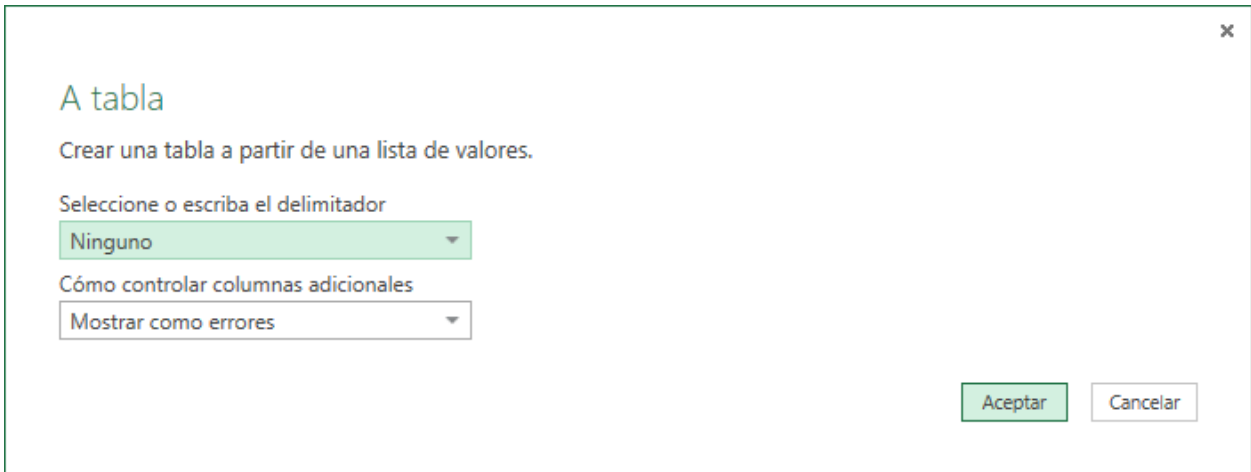 A tabla
Crear una tabla a partir de una lista de valores.
Seleccione o escriba el delimitador
Ninguno
Cómo controlar columnas adicionales
Mostrar como errores
Aceptar Cancelar